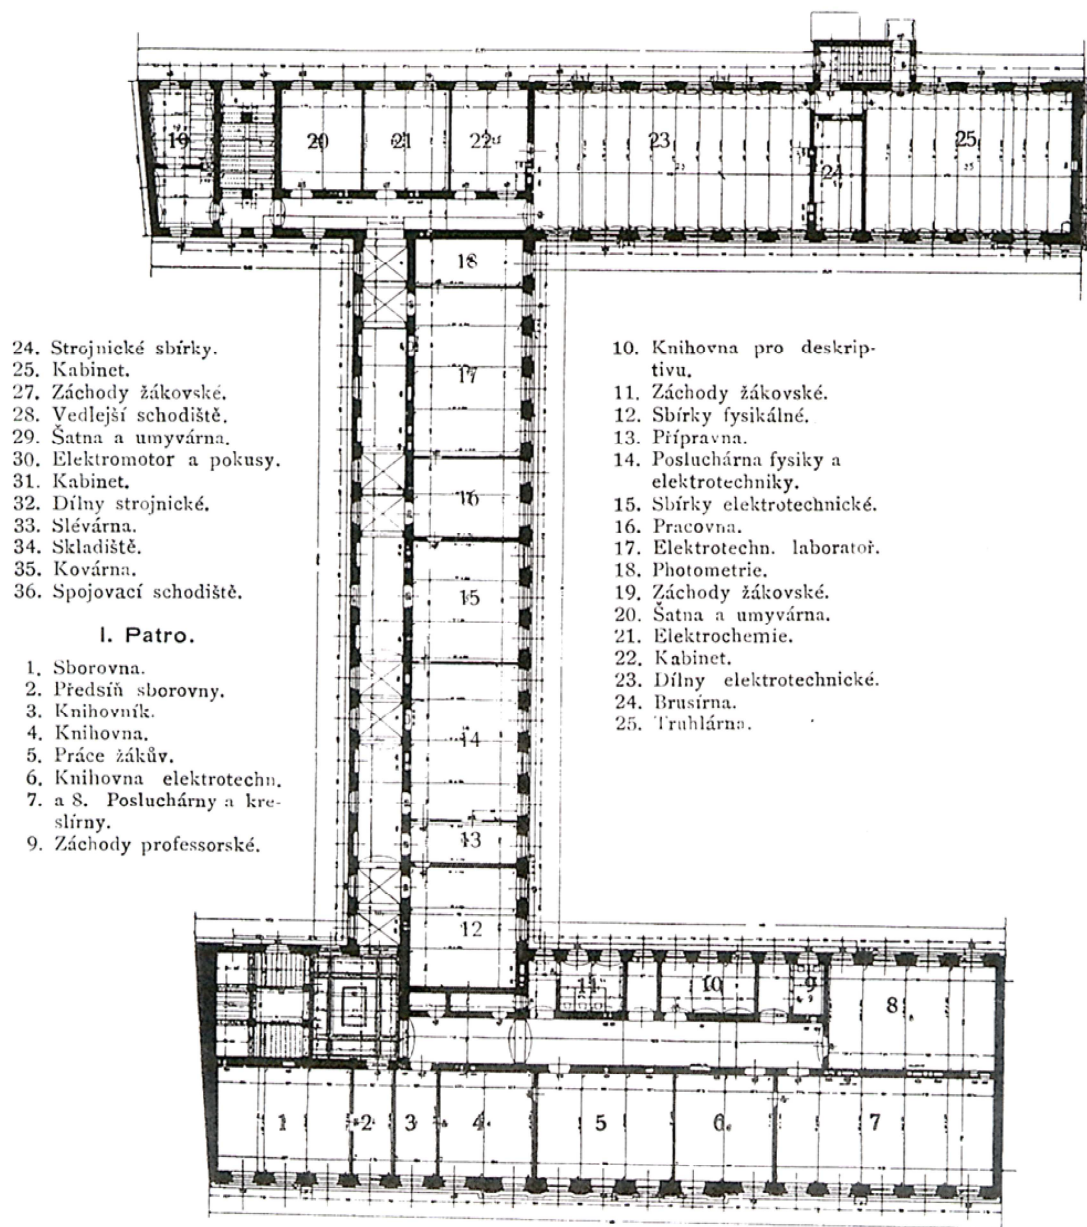 19
20
21
22
23
24
25
18
17
16
15
14
13
12
11
10
9
8
1
2
3
4
5
6
7
24. Strojnické sbírky.
25. Kabinet.
27. Záchody žákovské.
28. Vedlejší schodiště.
29. Šatna a umyvárna.
30. Elektromotor a pokusy.
31. Kabinet.
32. Dílny strojnické.
33. Slévárna.
34. Skladiště.
35. Kovárna.
36. Spojovací schodiště.
I. Patro.
1. Sborovna.
2. Předsíň sborovny.
3. Knihovník.
4. Knihovna.
5. Práce žákův.
6. Knihovna elektrotechn.
7. a 8. Posluchárny a kre-
slírny.
9. Záchody professorské.
10. Knihovna pro deskrip-
tivu.
11. Záchody žákovské.
12. Sbírky fysikálné.
13. Přípravna.
14. Posluchárna fysiky a
elektrotechniky.
15. Sbírky elektrotechnické.
16. Pracovna.
17. Elektrotechn. laboratoř.
18. Photometrie.
19. Záchody žákovské.
20. Šatna a umyvárna.
21. Elektrochemie.
22. Kabinet.
23. Dílny elektrotechnické.
24. Brusírna.
25. Truhlárna.